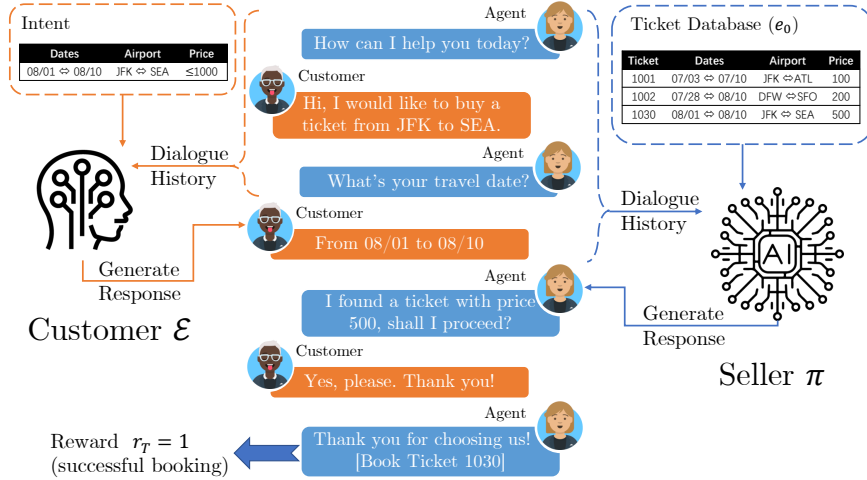 Intent
Dates Airport Price
08/01 ⇔ 08/10 JFK ⇔ SEA ≤1000
Customer ℰ
Dialogue
History
Generate
Response
Agent
How can I help you today?
Customer
Hi, I would like to buy a
ticket from JFK to SEA.
Agent
What's your travel date?
Customer
From 08/01 to 08/10
Agent
I found a ticket with price
500, shall I proceed?
Customer
Yes, please. Thank you!
Agent
Thank you for choosing us!
[Book Ticket 1030]
Reward r_T = 1
(successful booking)
Ticket Database (e_0)
Ticket Dates Airport Price
1001 07/03 ⇔ 07/10 JFK ⇔ATL 100
1002 07/28 ⇔ 08/10 DFW ⇔SFO 200
1030 08/01 ⇔ 08/10 JFK ⇔ SEA 500
Dialogue
History
AI
Generate
Response
Seller π